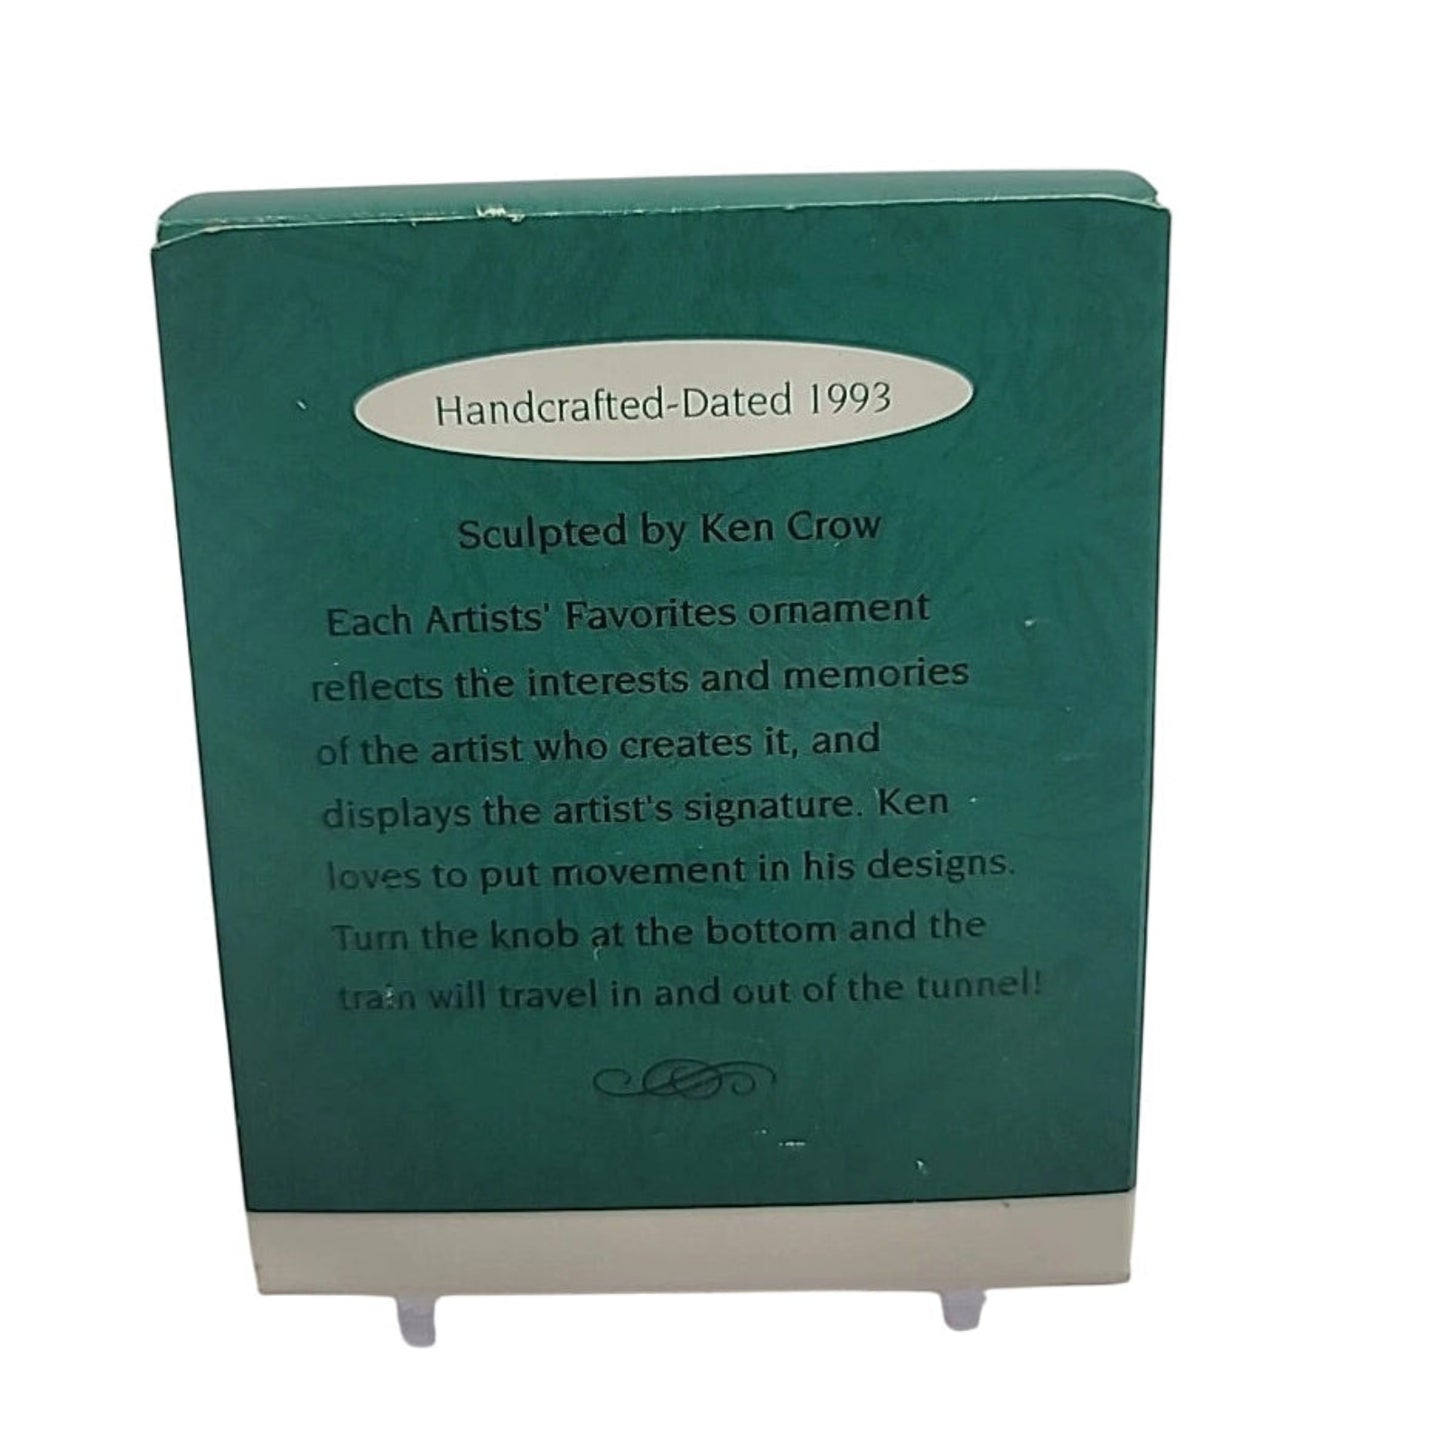 Handcrafted-Dated 1993
Sculpted by Ken Crow
Each Artists' Favorites ornament
reflects the interests and memories
of the artist who creates it, and
displays the artist's signature. Ken
loves to put movement in his designs.
Turn the knob at the bottom and the
train will travel in and out of the tunnel!